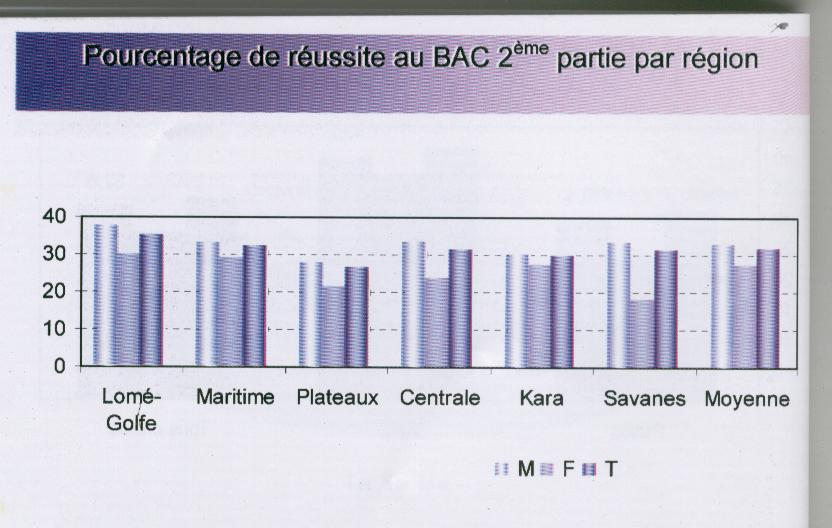 Pourcentage de réussite au BAC 2ème partie par région
40
30
20
10
0
Lomé-Golfe Maritime Plateaux Centrale Kara Savanes Moyenne
M F T